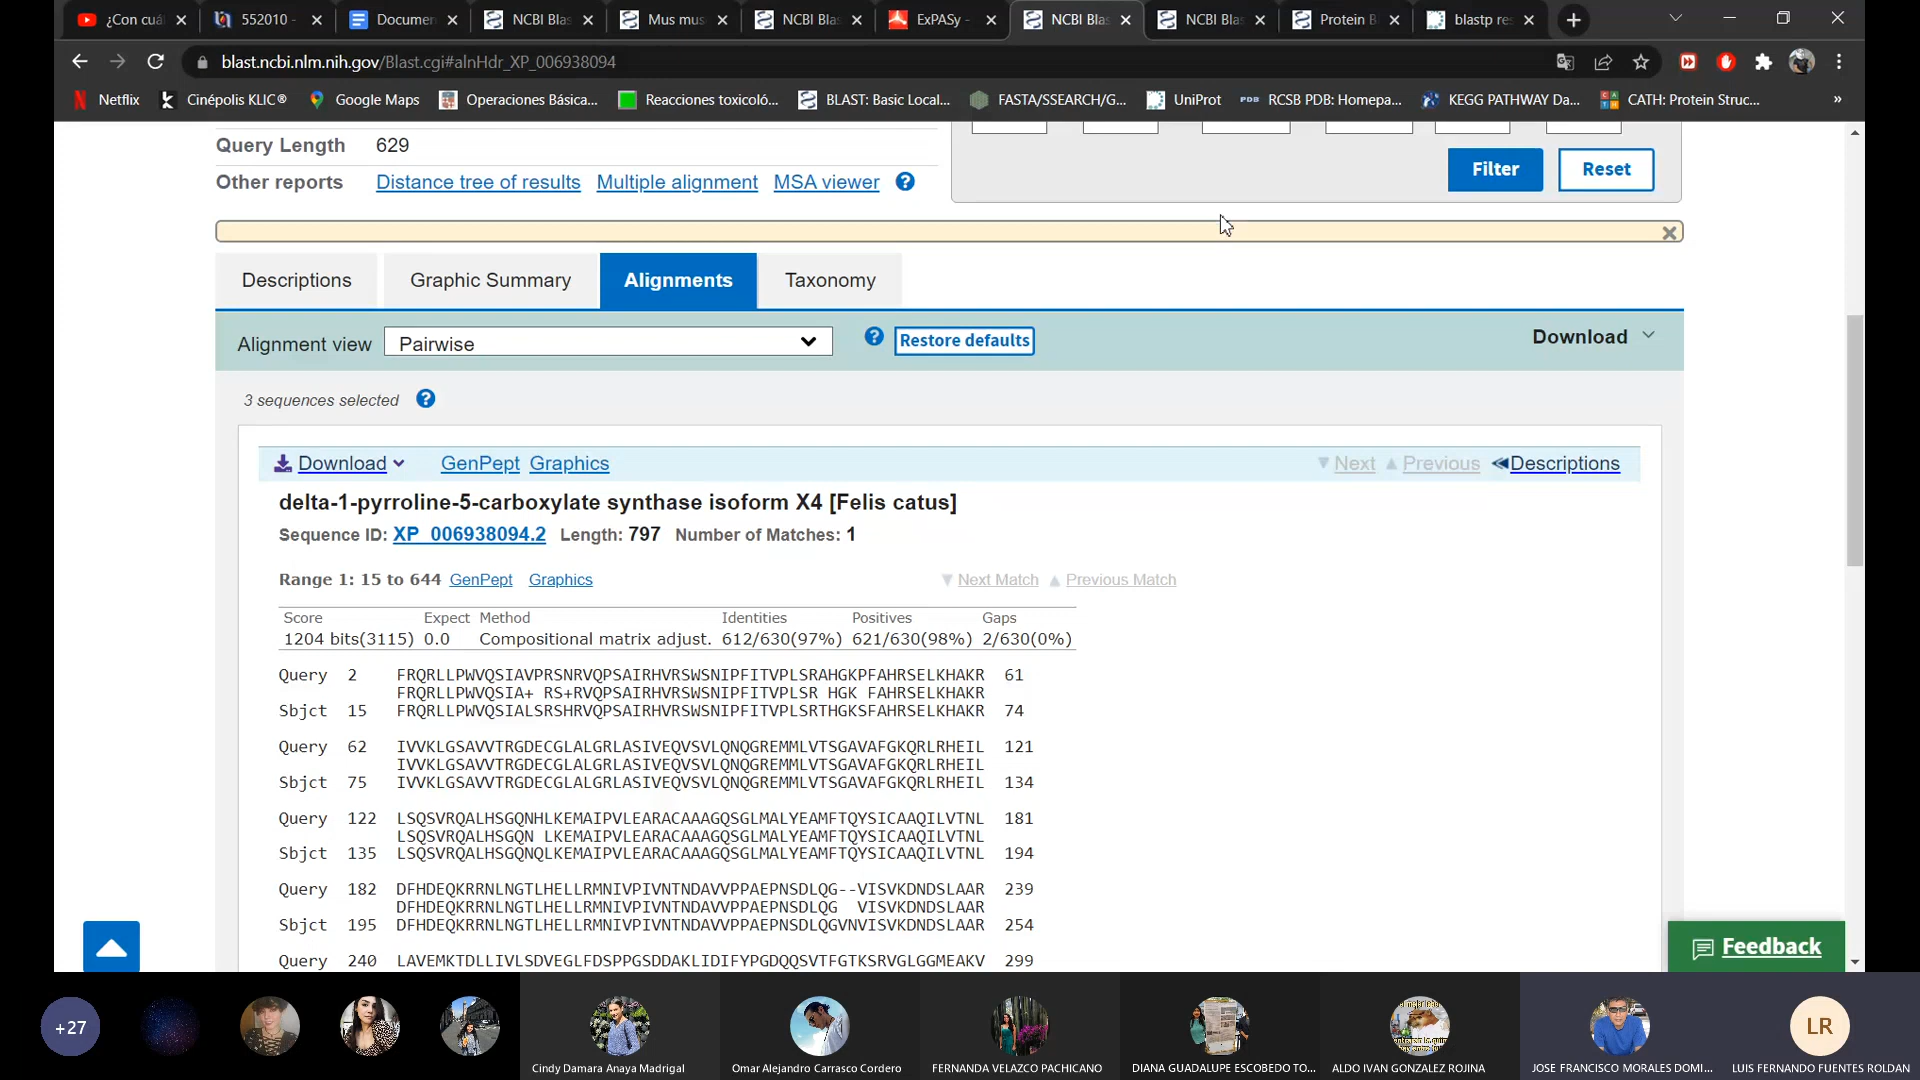 ¿Con cuá
552010 -
Documen
NCBI Blas
Mus mus
NCBI Blas
ExPASy -
NCBI Blas
NCBI Blas
Protein B
blastp res
blast.ncbi.nlm.nih.gov/Blast.cgi#alnHdr_XP_006938094
Netflix
Cinépolis KLIC®
Google Maps
Operaciones Básica...
Reacciones toxicoló...
BLAST: Basic Local...
FASTA/SSEARCH/G...
UniProt
PDB RCSB PDB: Homepa...
KEGG PATHWAY Da...
CATH: Protein Struc...
»
Query Length 629
Other reports Distance tree of results Multiple alignment MSA viewer ?
Filter Reset
Descriptions Graphic Summary Alignments Taxonomy
Alignment view Pairwise ? Restore defaults Download
3 sequences selected ?
Download GenPept Graphics Next Previous Descriptions
delta-1-pyrroline-5-carboxylate synthase isoform X4 [Felis catus]
Sequence ID: XP_006938094.2 Length: 797 Number of Matches: 1
Range 1: 15 to 644 GenPept Graphics Next Match Previous Match
Score Expect Method Identities Positives Gaps
1204 bits(3115) 0.0 Compositional matrix adjust. 612/630(97%) 621/630(98%) 2/630(0%)
Query 2 FRQRLLPWVQSIAVPRSNRVQPSAIRHVRSWSNIPFITVPLSRAHGKPFAHRSELKHAKR 61
FRQRLLPWVQSIA+ RS+RVQPSAIRHVRSWSNIPFITVPLSR HGK FAHRSELKHAKR
Sbjct 15 FRQRLLPWVQSIALSRSHRVQPSAIRHVRSWSNIPFITVPLSRTHGKSFAHRSELKHAKR 74
Query 62 IVVKLGSAVVTRGDECGLALGRLASIVEQVSVLQNQGREMMLVTSGAVAFGKQRLRHEIL 121
IVVKLGSAVVTRGDECGLALGRLASIVEQVSVLQNQGREMMLVTSGAVAFGKQRLRHEIL
Sbjct 75 IVVKLGSAVVTRGDECGLALGRLASIVEQVSVLQNQGREMMLVTSGAVAFGKQRLRHEIL 134
Query 122 LSQSVRQALHSGQNHLKEMAIPVLEARACAAAGQSGLMALYEAMFTQYSICAAQILVTNL 181
LSQSVRQALHSGQN LKEMAIPVLEARACAAAGQSGLMALYEAMFTQYSICAAQILVTNL
Sbjct 135 LSQSVRQALHSGQNQLKEMAIPVLEARACAAAGQSGLMALYEAMFTQYSICAAQILVTNL 194
Query 182 DFHDEQKRRNLNGTLHELLRMNIVPIVNTNDAVVPPAEPNSDLQG--VISVKDNDSLAAR 239
DFHDEQKRRNLNGTLHELLRMNIVPIVNTNDAVVPPAEPNSDLQG  VISVKDNDSLAAR
Sbjct 195 DFHDEQKRRNLNGTLHELLRMNIVPIVNTNDAVVPPAEPNSDLQGVNVISVKDNDSLAAR 254
Query 240 LAVEMKTDLLIVLSDVEGLFDSPPGSDDAKLIDIFYPGDQQSVTFGTKSRVGLGGMEAKV 299
Feedback
+27
Cindy Damara Anaya Madrigal
Omar Alejandro Carrasco Cordero
FERNANDA VELAZCO PACHICANO
DIANA GUADALUPE ESCOBEDO TO...
ALDO IVAN GONZALEZ ROJINA
JOSE FRANCISCO MORALES DOMI...
LR
LUIS FERNANDO FUENTES ROLDAN